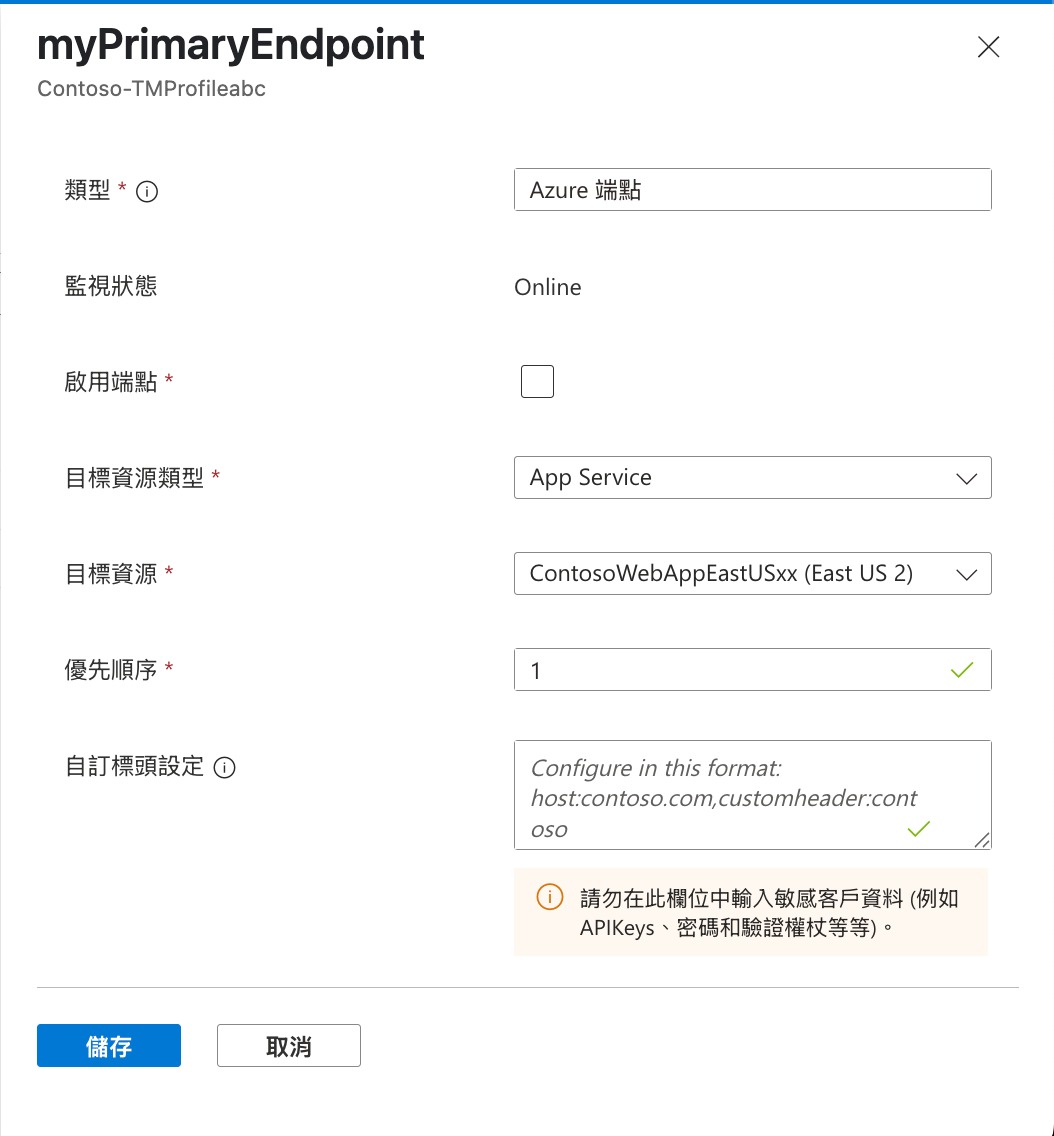 myPrimaryEndpoint
Contoso-TMProfileabc
類型 *
Azure 端點
監視狀態
Online
啟用端點 *
目標資源類型 *
App Service
目標資源 *
ContosoWebAppEastUSxx (East US 2)
優先順序 *
1
自訂標頭設定
Configure in this format:
host:contoso.com,customheader:cont
oso
請勿在此欄位中輸入敏感客戶資料 (例如
APIKeys、密碼和驗證權杖等等)。
儲存
取消